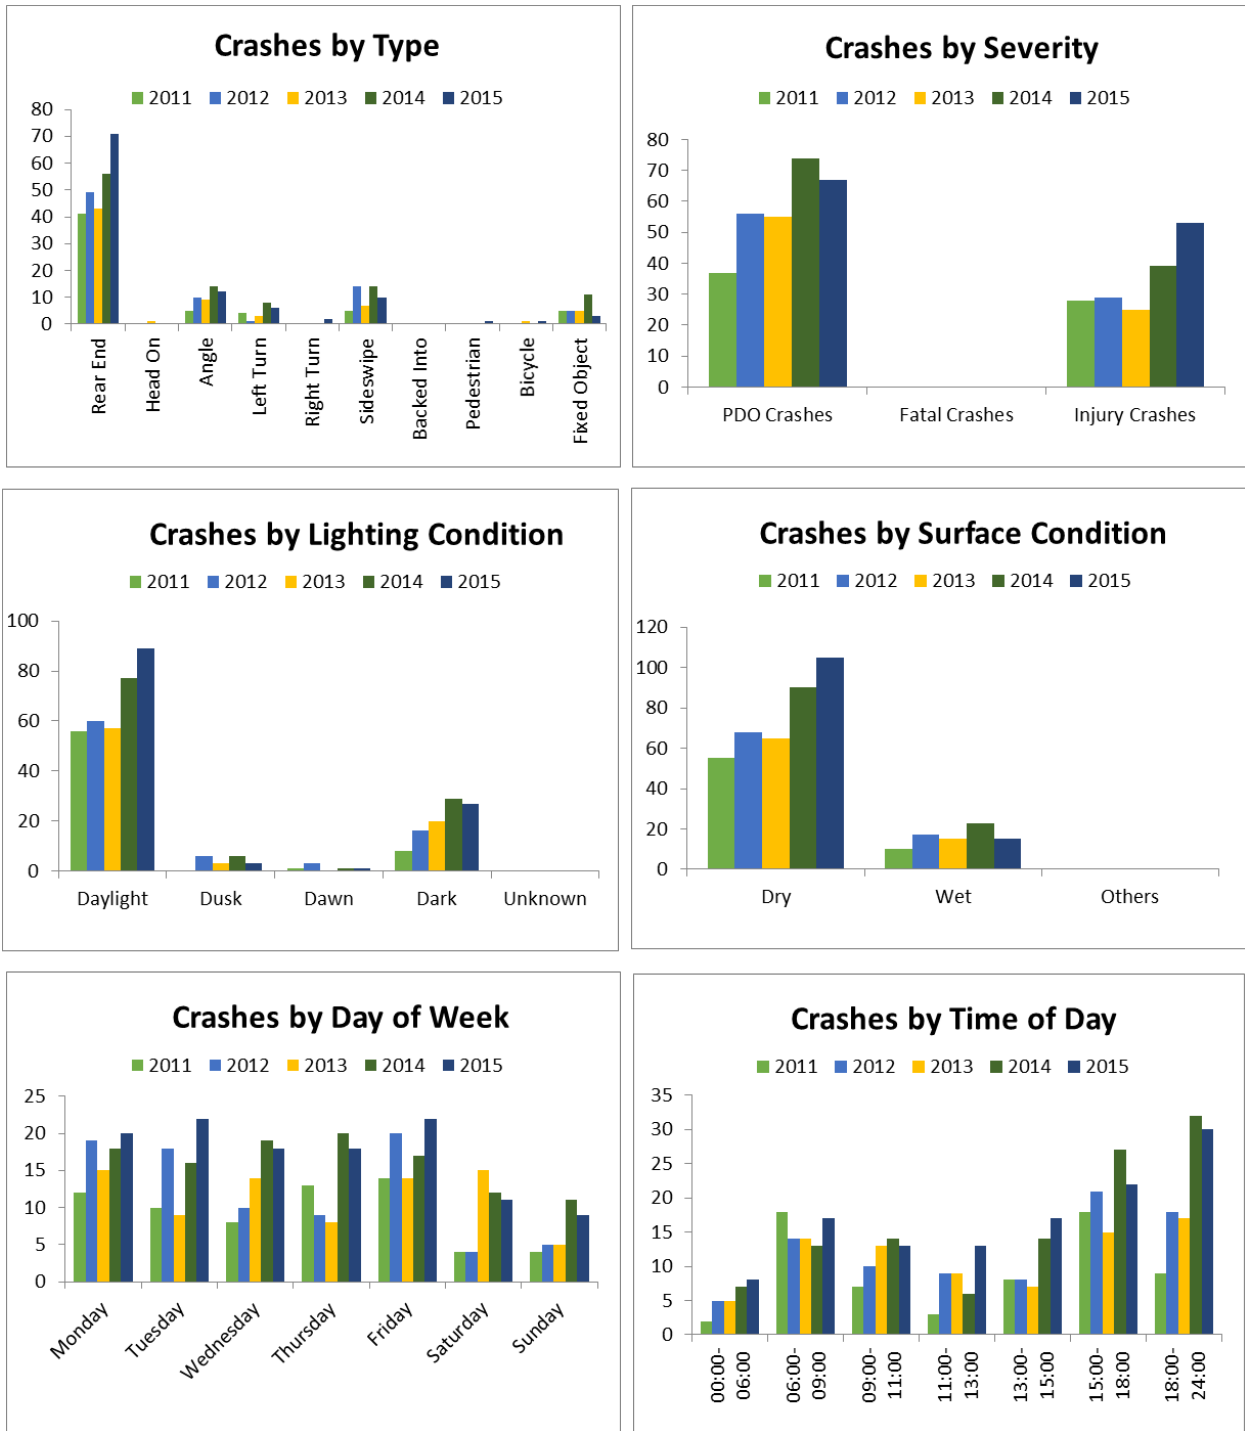 Crashes by Type
2011 2012 2013 2014 2015
80
70
60
50
40
30
20
10
0
Rear End
Head On
Angle
Left Turn
Right Turn
Sideswipe
Backed Into
Pedestrian
Bicycle
Fixed Object
Crashes by Severity
2011 2012 2013 2014 2015
80
70
60
50
40
30
20
10
0
PDO Crashes Fatal Crashes Injury Crashes
Crashes by Lighting Condition
2011 2012 2013 2014 2015
100
80
60
40
20
0
Daylight Dusk Dawn Dark Unknown
Crashes by Surface Condition
2011 2012 2013 2014 2015
120
100
80
60
40
20
0
Dry Wet Others
Crashes by Day of Week
2011 2012 2013 2014 2015
25
20
15
10
5
0
Monday
Tuesday
Wednesday
Thursday
Friday
Saturday
Sunday
Crashes by Time of Day
2011 2012 2013 2014 2015
35
30
25
20
15
10
5
0
00:00-
06:00
06:00-
09:00
09:00-
11:00
11:00-
13:00
13:00-
15:00
15:00-
18:00
18:00-
24:00